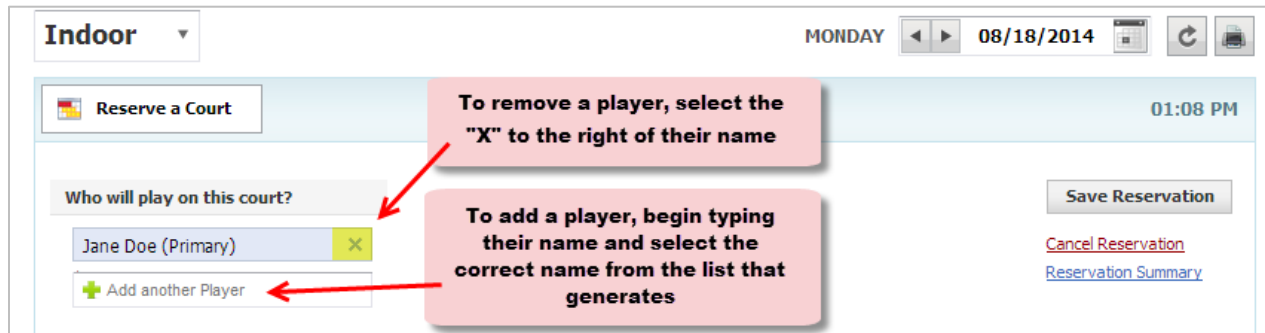 Indoor
MONDAY 08/18/2014
Reserve a Court
01:08 PM
To remove a player, select the
"X" to the right of their name
Who will play on this court?
Jane Doe (Primary)
Add another Player
To add a player, begin typing
their name and select the
correct name from the list that
generates
Save Reservation
Cancel Reservation
Reservation Summary